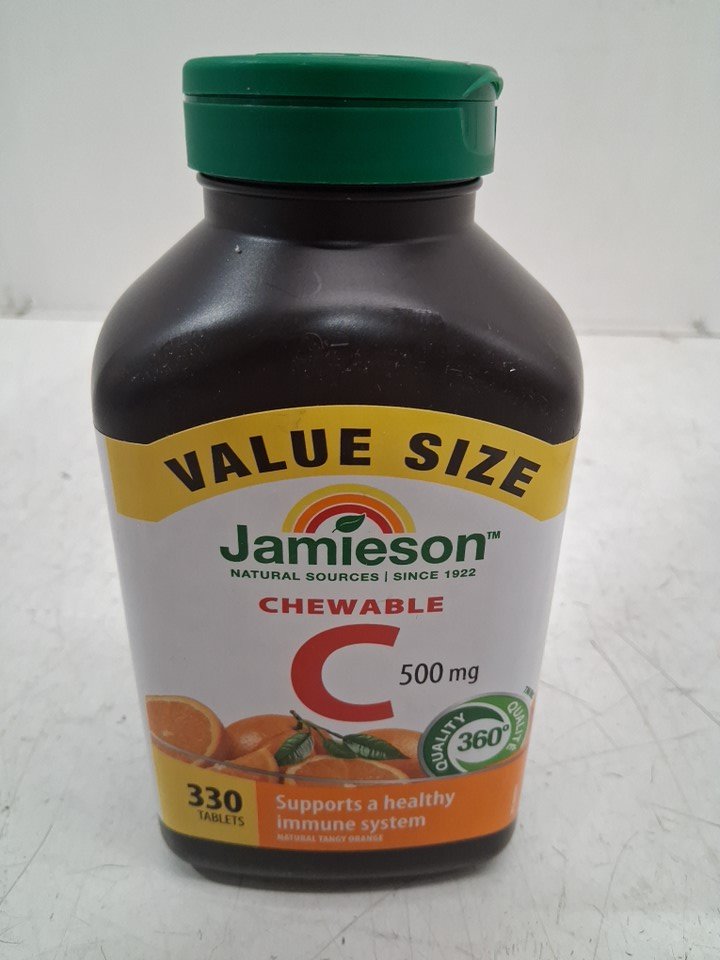 VALUE SIZE
Jamieson™
NATURAL SOURCES | SINCE 1922
CHEWABLE
C 500 mg
QUALITY 360° QUALITÉ
330
TABLETS
Supports a healthy
immune system
NATURAL TANGY ORANGE